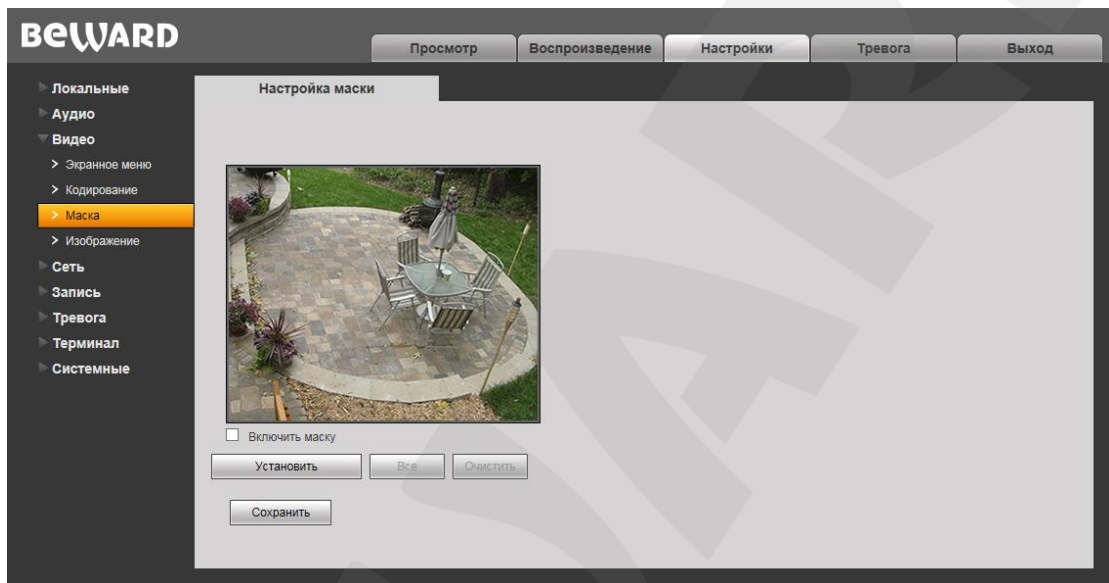 BEWARD
Просмотр Воспроизведение Настройки Тревога Выход
Локальные
Аудио
Видео
> Экранное меню
> Кодирование
> Маска
> Изображение
Сеть
Запись
Тревога
Терминал
Системные
Настройка маски
Включить маску
Установить Все Очистить
Сохранить